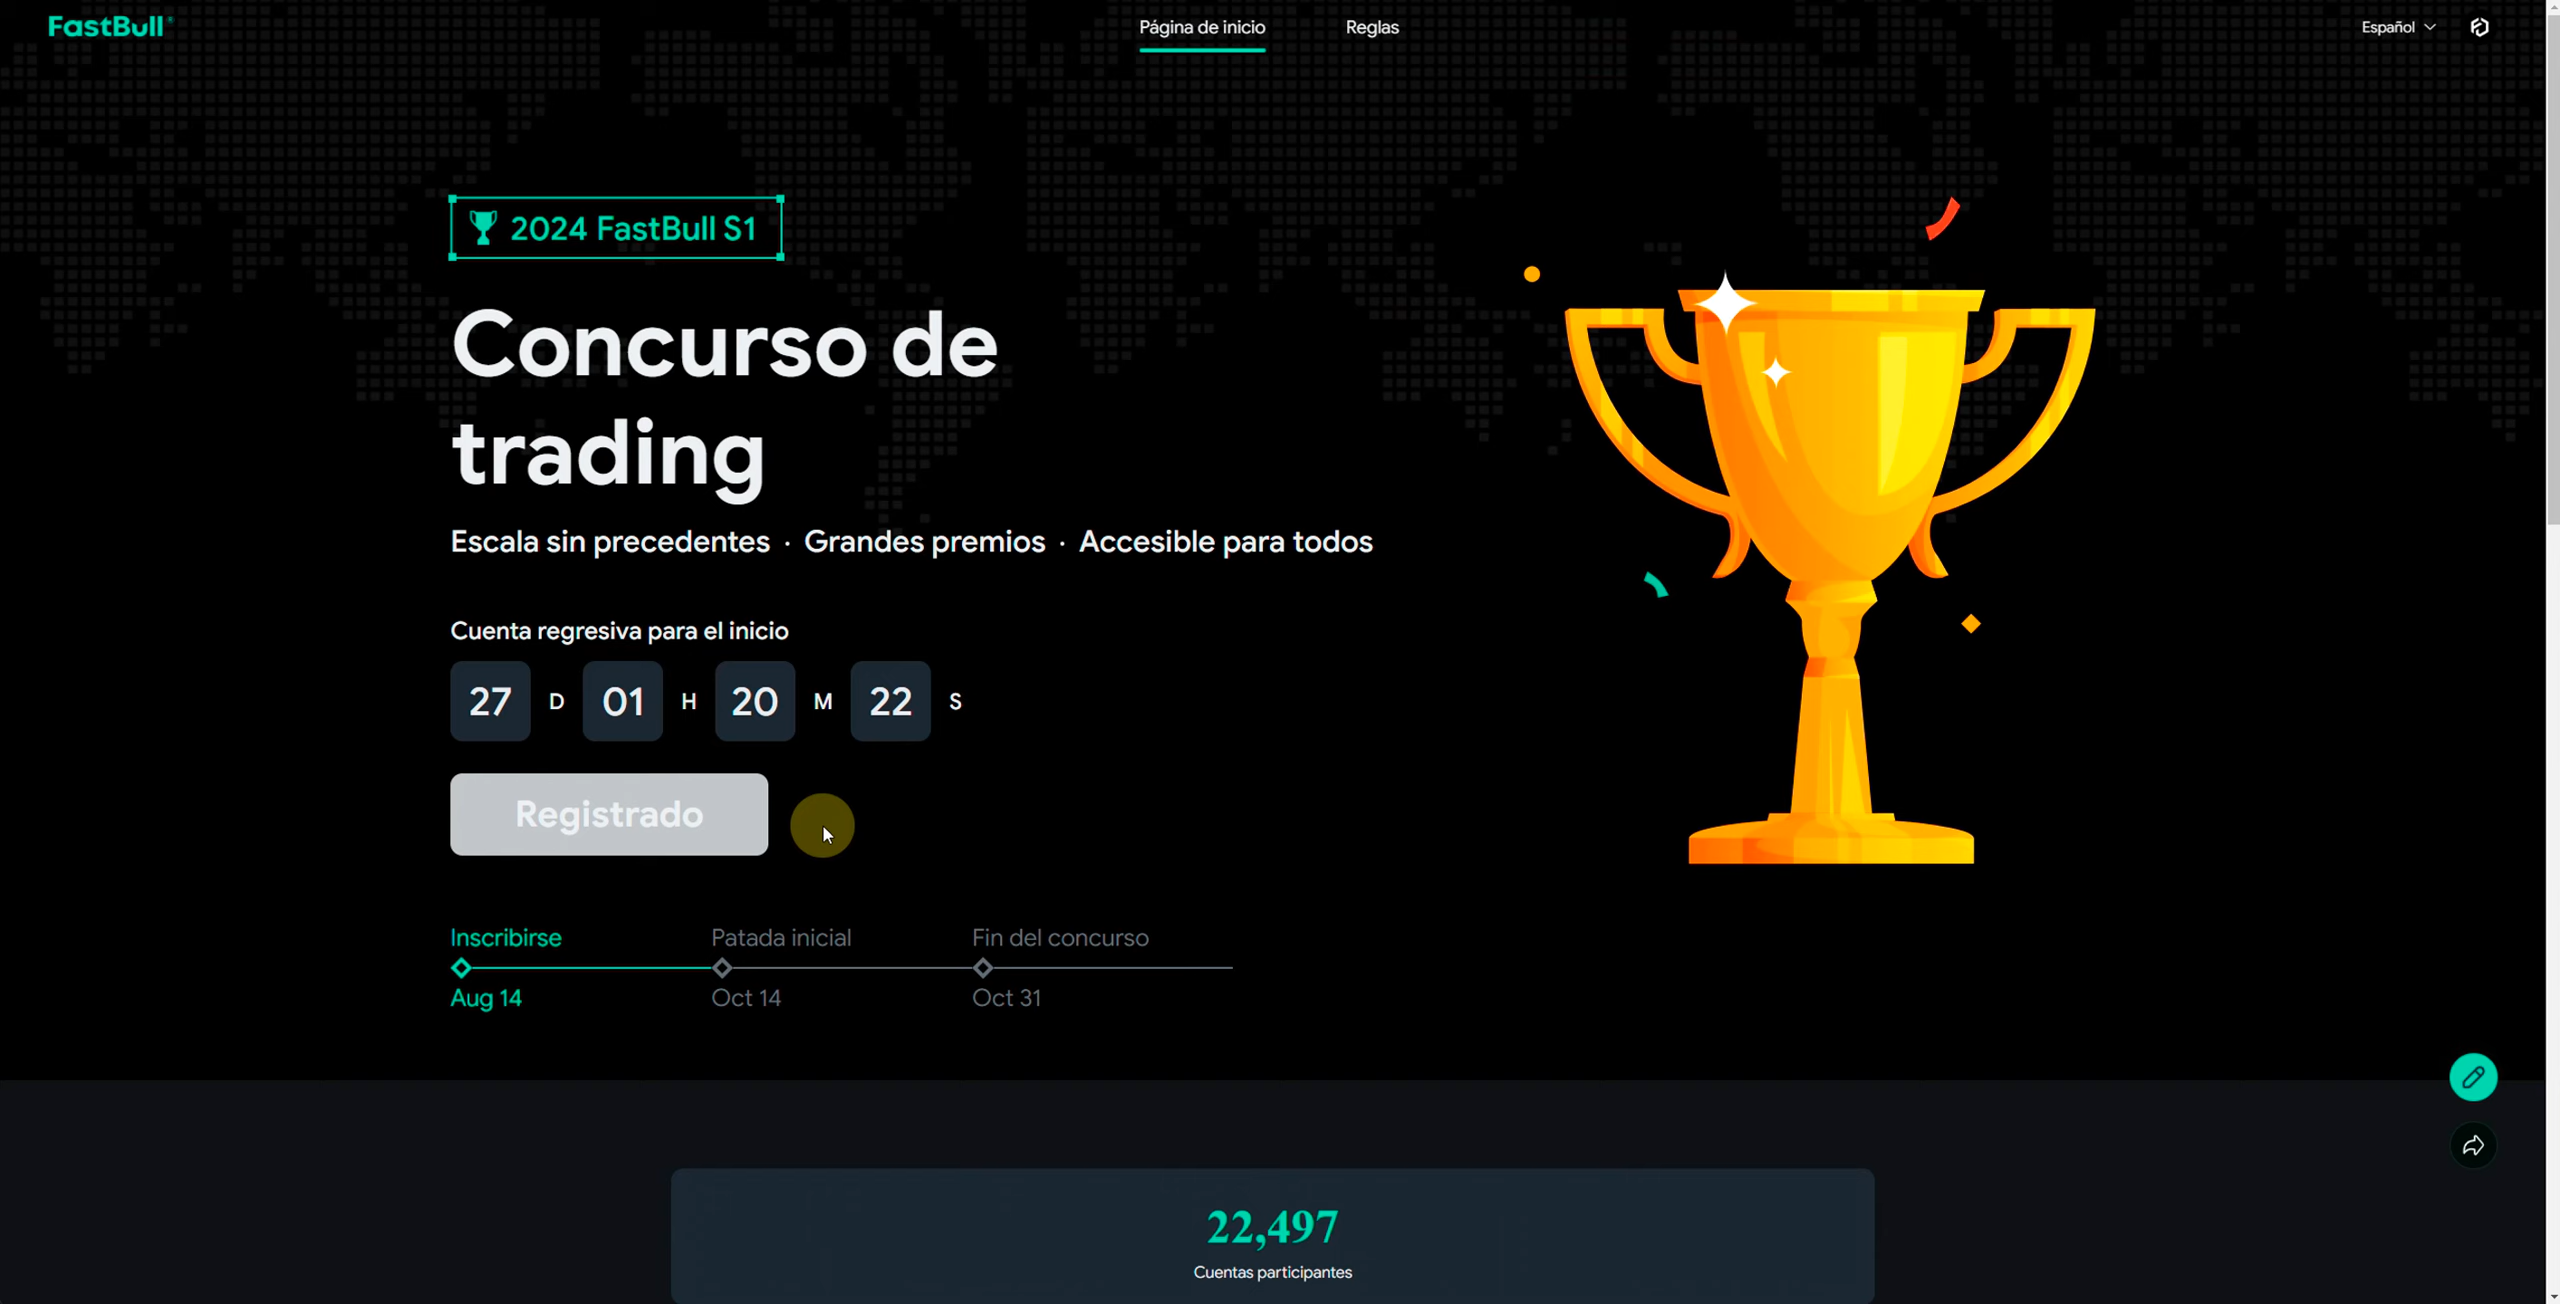 FastBull
Página de inicio
Reglas
Español
2024 FastBull S1
Concurso de
trading
Escala sin precedentes · Grandes premios · Accesible para todos
Cuenta regresiva para el inicio
27 D 01 H 20 M 22 S
Registrado
Inscribirse
Patada inicial
Fin del concurso
Aug 14
Oct 14
Oct 31
22,497
Cuentas participantes